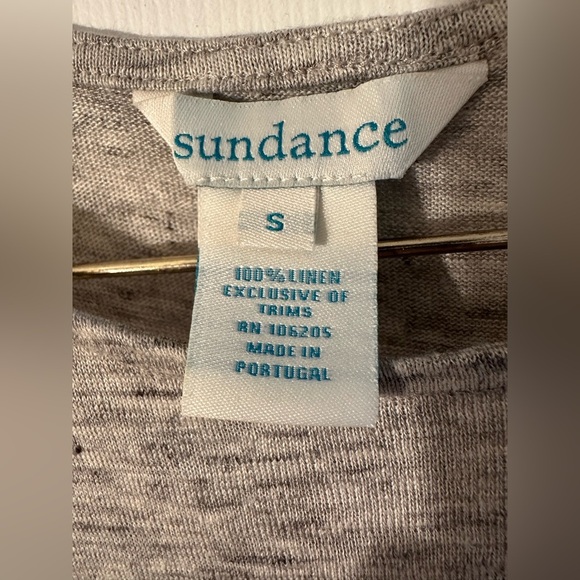 sundance
S
100% LINEN
EXCLUSIVE OF
TRIMS
RN 106205
MADE IN
PORTUGAL